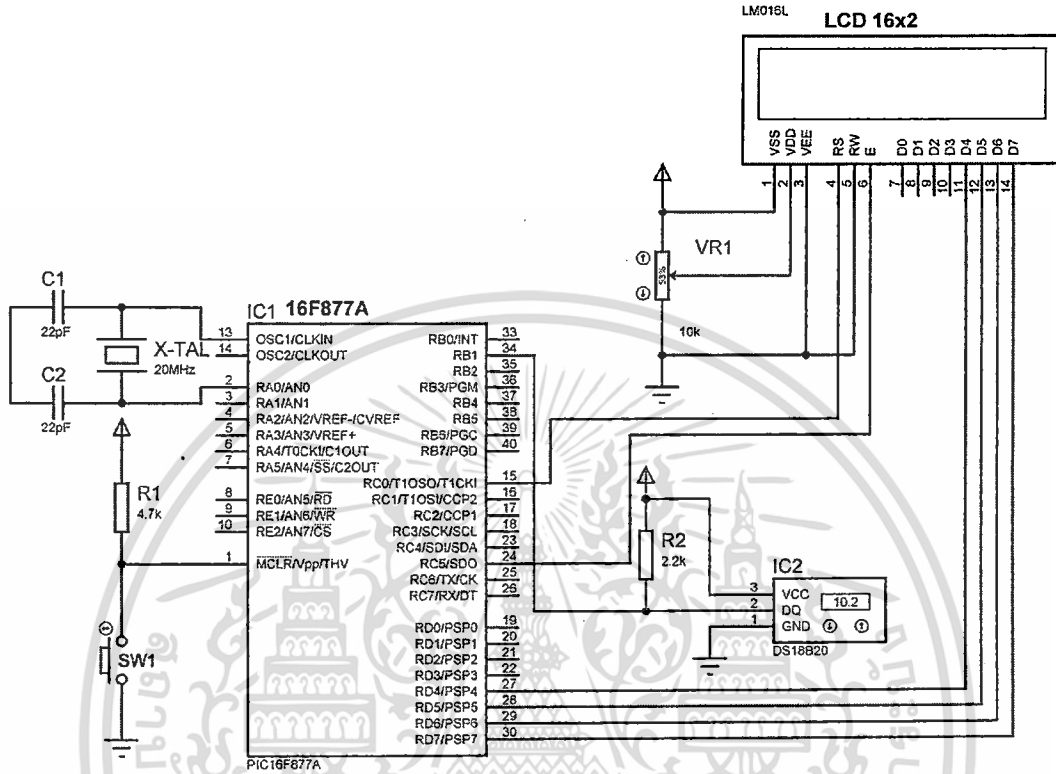 LM016L
LCD 16x2
VSS
VDD
VEE
RS
RW
E
D0
D1
D2
D3
D4
D5
D6
D7
1
2
3
4
5
6
7
8
9
10
11
12
13
14
VR1
53%
10k
C1
22pF
X-TAL
20MHz
C2
22pF
R1
4.7k
SW1
IC1 16F877A
13 OSC1/CLKIN RB0/INT 33
14 OSC2/CLKOUT RB1 34
RB2 35
2 RA0/AN0 RB3/PGM 36
3 RA1/AN1 RB4 37
4 RA2/AN2/VREF-/CVREF RB5 38
5 RA3/AN3/VREF+ RB6/PGC 39
6 RA4/T0CKI/C1OUT RB7/PGD 40
7 RA5/AN4/SS/C2OUT
RC0/T1OSO/T1CKI 15
8 RE0/AN5/RD RC1/T1OSI/CCP2 16
9 RE1/AN6/WR RC2/CCP1 17
10 RE2/AN7/CS RC3/SCK/SCL 18
RC4/SDI/SDA 23
1 MCLR/Vpp/THV RC5/SDO 24
RC6/TX/CK 25
RC7/RX/DT 26
RD0/PSP0 19
RD1/PSP1 20
RD2/PSP2 21
RD3/PSP3 22
RD4/PSP4 27
RD5/PSP5 28
RD6/PSP6 29
RD7/PSP7 30
PIC16F877A
R2
2.2k
IC2
3 VCC
2 DQ
1 GND
10.2
DS18B20